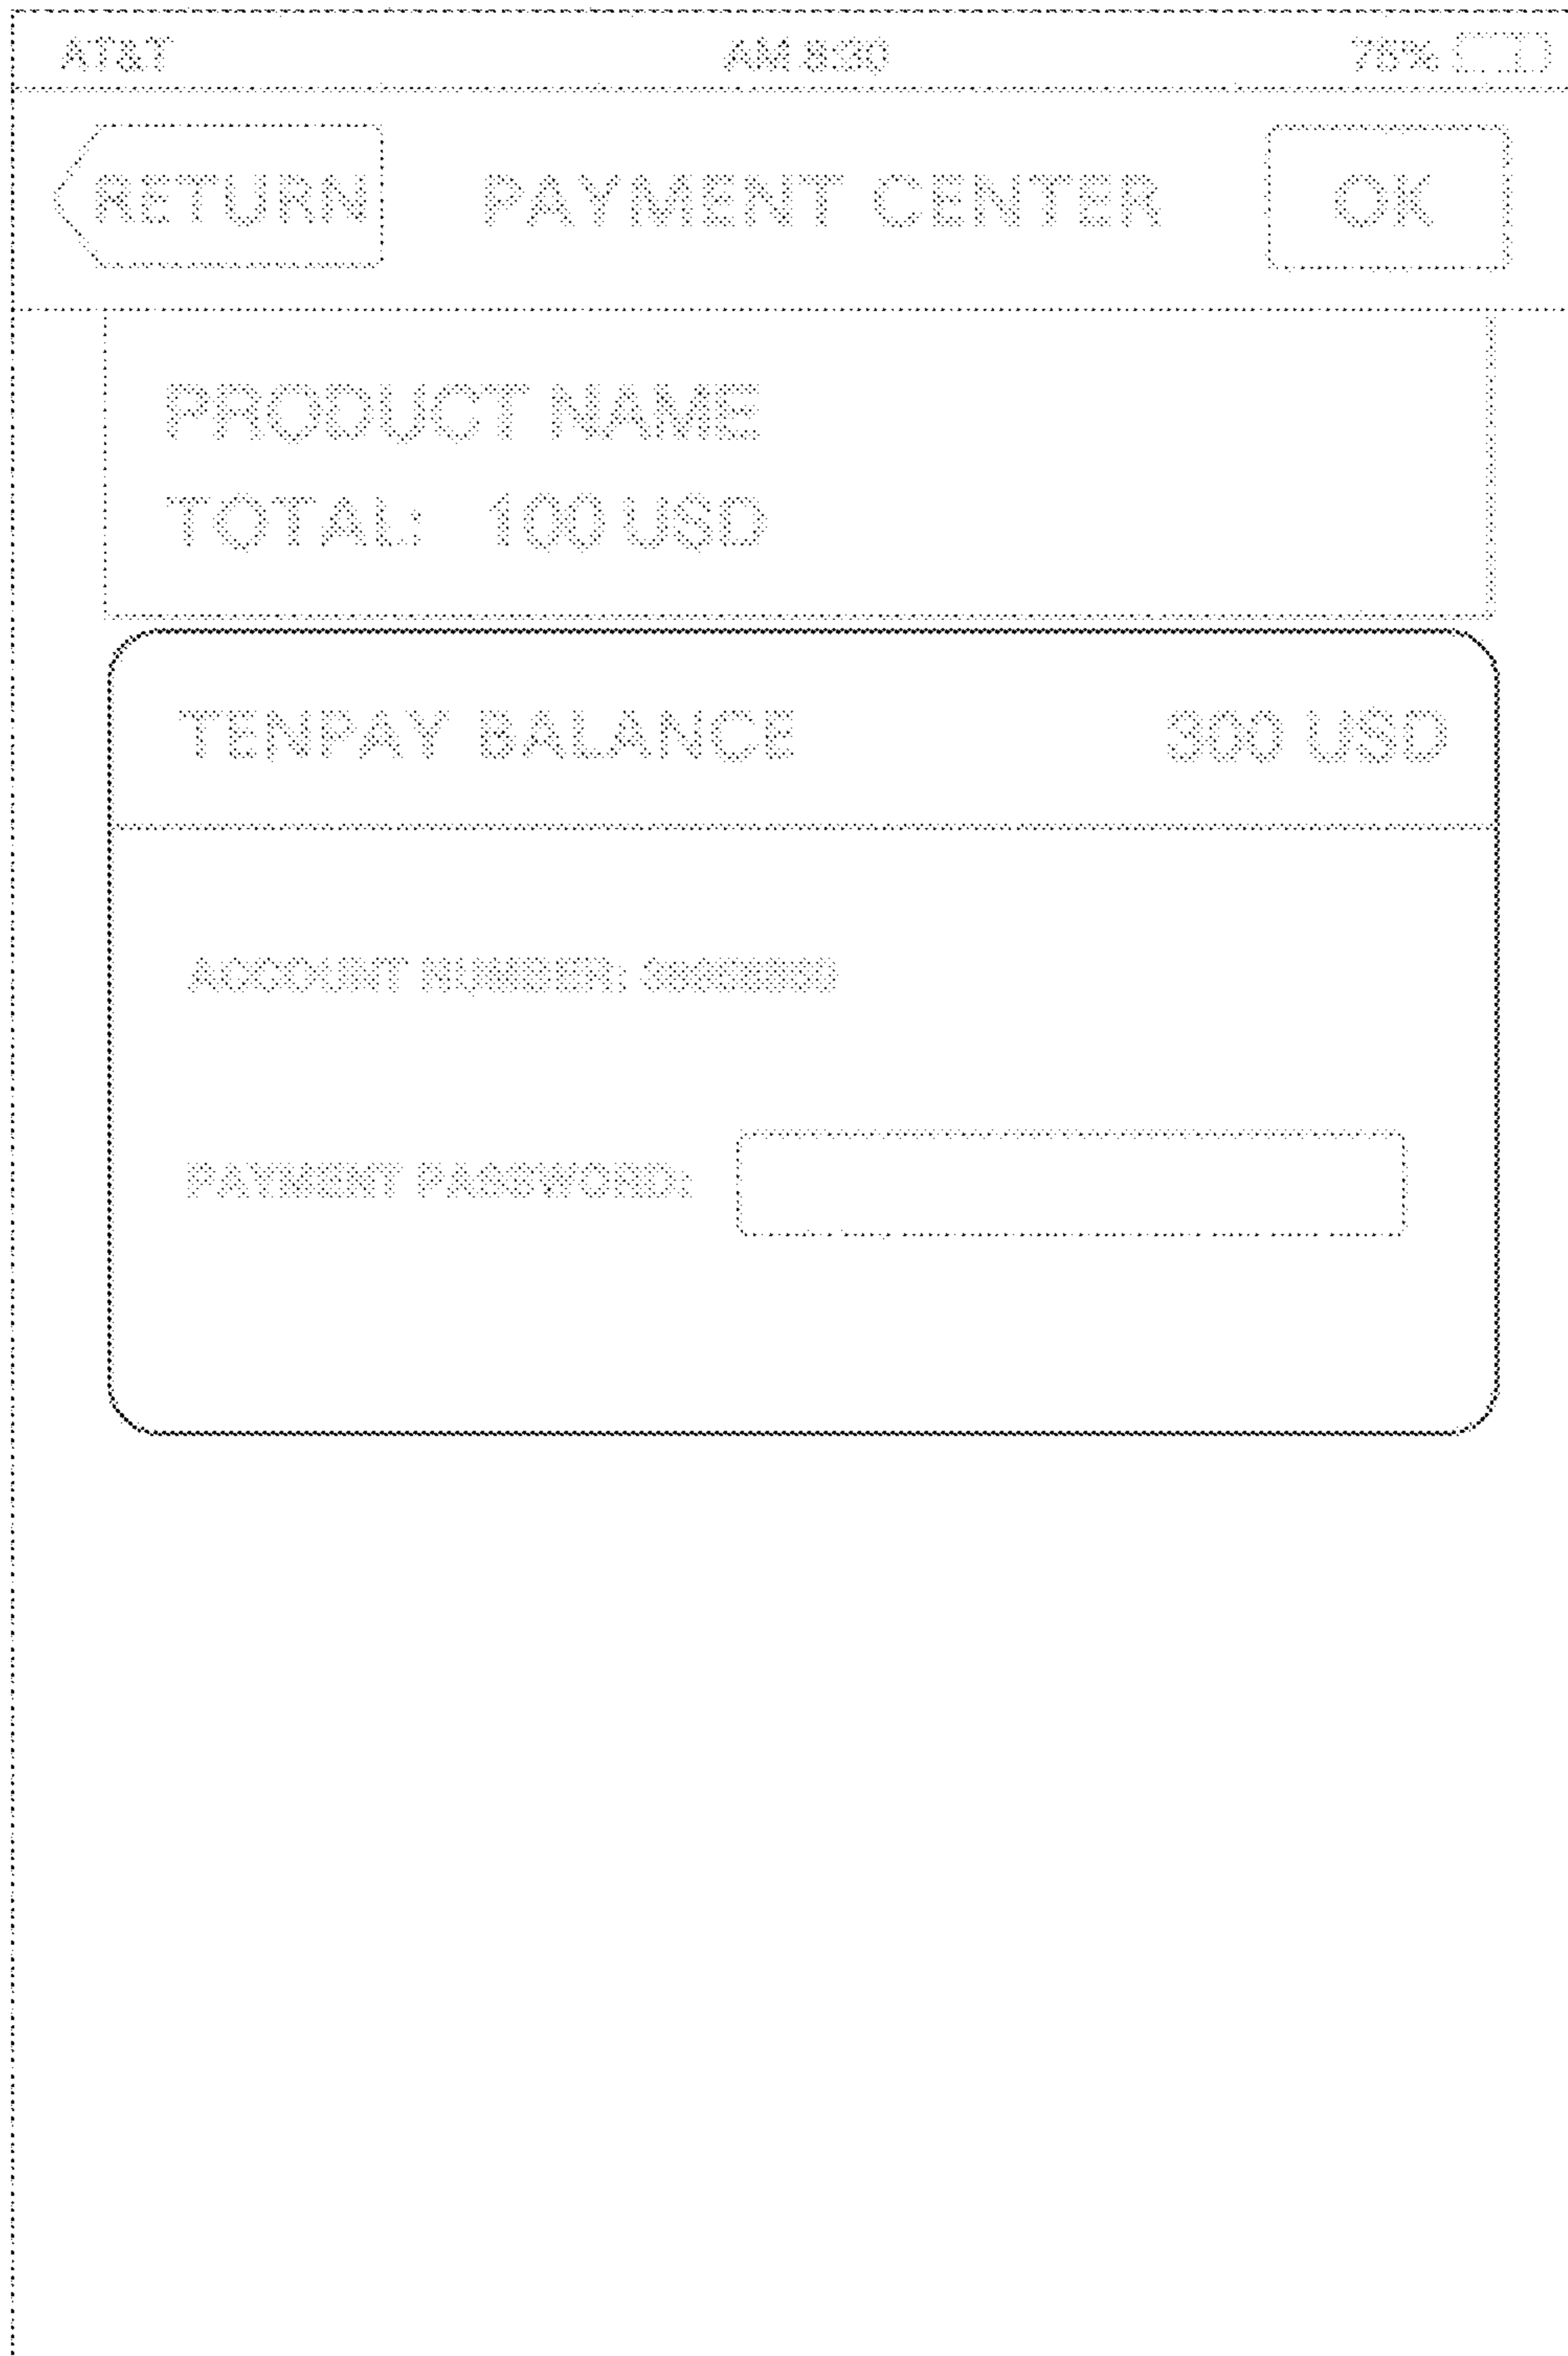 AT&T AM 8:30 75%
RETURN PAYMENT CENTER OK
PRODUCT NAME
TOTAL: 100 USD
TENPAY BALANCE 300 USD
ACCOUNT NUMBER:
PAYMENT PASSWORD: